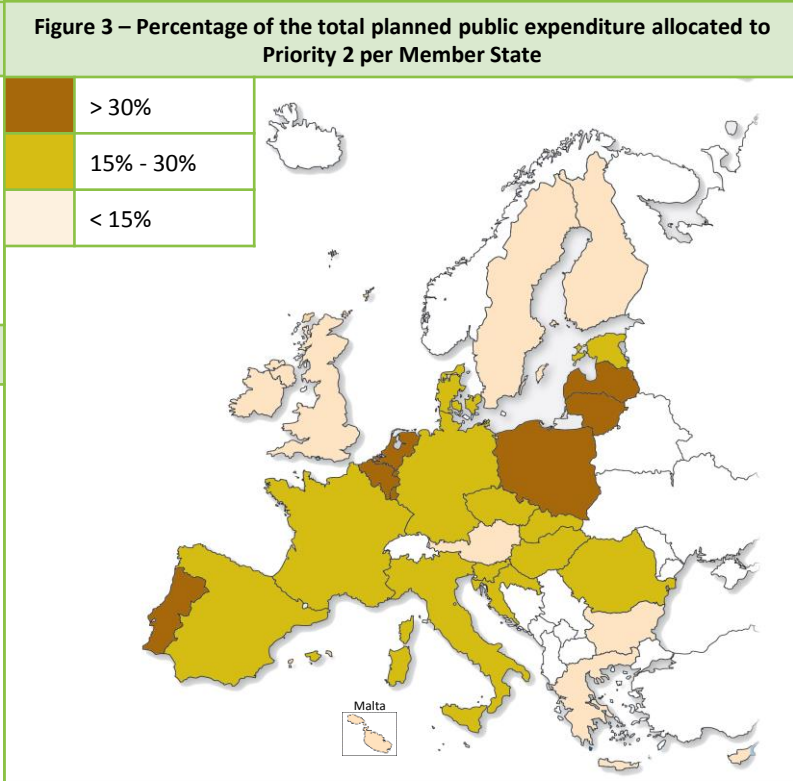 Figure 3 – Percentage of the total planned public expenditure allocated to
Priority 2 per Member State
> 30%
15% - 30%
< 15%
Malta